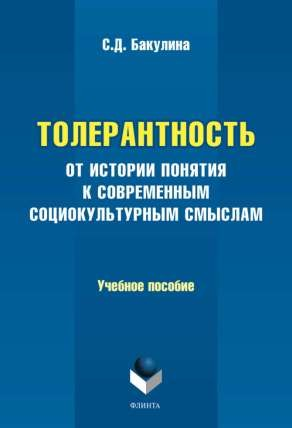 С.Д. Бакулина
ТОЛЕРАНТНОСТЬ
ОТ ИСТОРИИ ПОНЯТИЯ
К СОВРЕМЕННЫМ
СОЦИОКУЛЬТУРНЫМ СМЫСЛАМ
Учебное пособие
ФЛИНТА